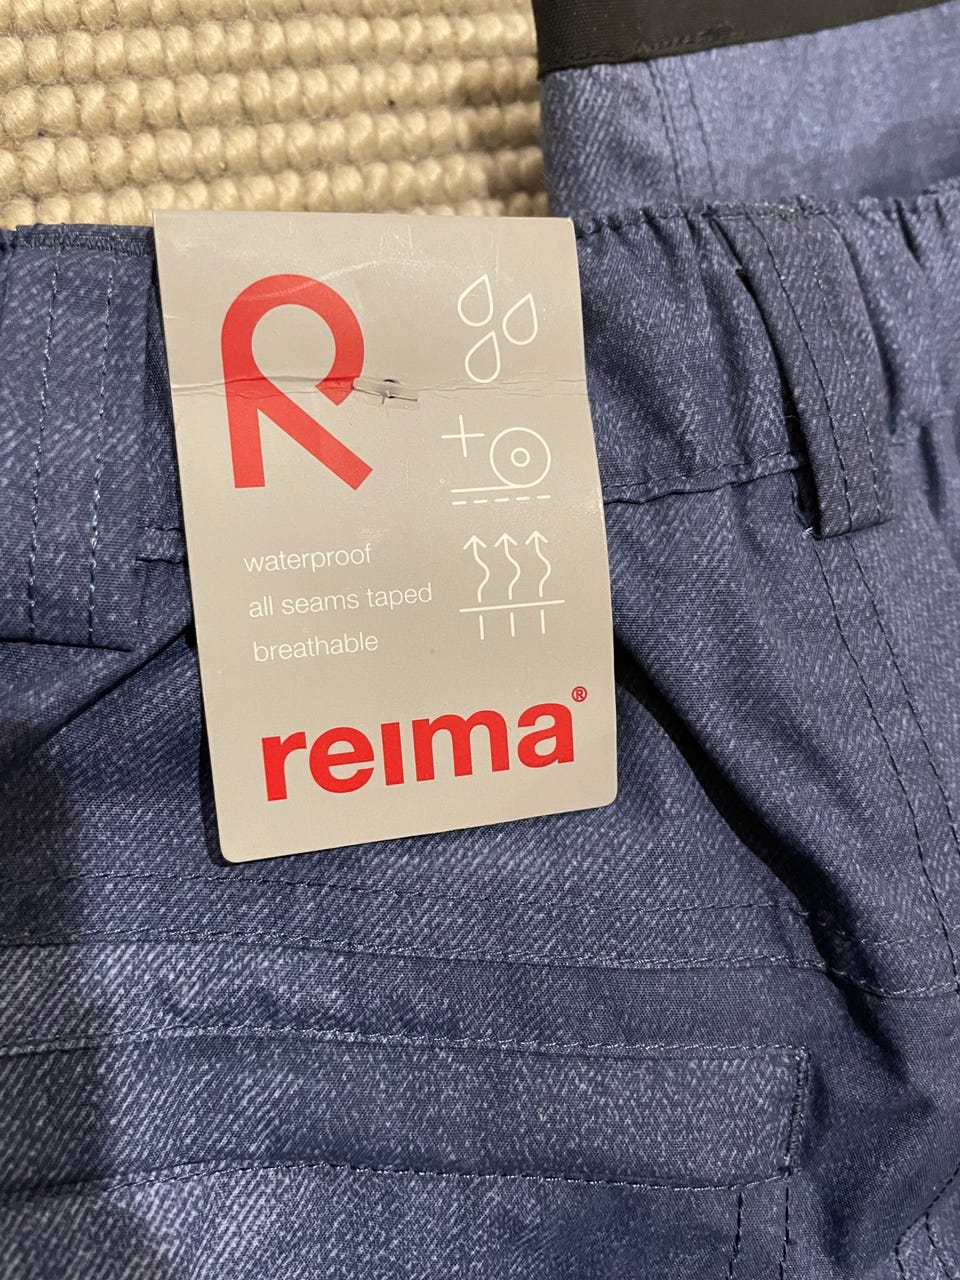 waterproof
all seams taped
breathable
reima®